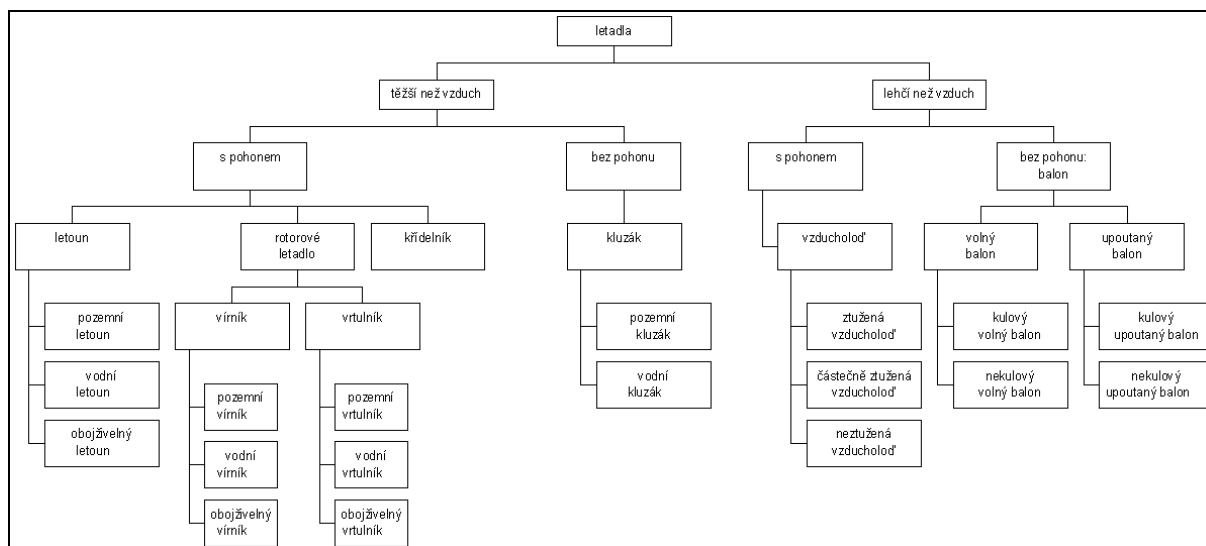 letadla
těžší než vzduch
lehčí než vzduch
s pohonem
bez pohonu
s pohonem
bez pohonu:
balon
letoun
rotorové
letadlo
křídelník
kluzák
vzducholoď
volný
balon
upoutaný
balon
pozemní
letoun
vodní
letoun
obojživelný
letoun
vírník
vrtulník
pozemní
vírník
vodní
vírník
obojživelný
vírník
pozemní
vrtulník
vodní
vrtulník
obojživelný
vrtulník
pozemní
kluzák
vodní
kluzák
ztužená
vzducholoď
částečně ztužená
vzducholoď
neztužená
vzducholoď
kulový
volný balon
nekulový
volný balon
kulový
upoutaný balon
nekulový
upoutaný balon